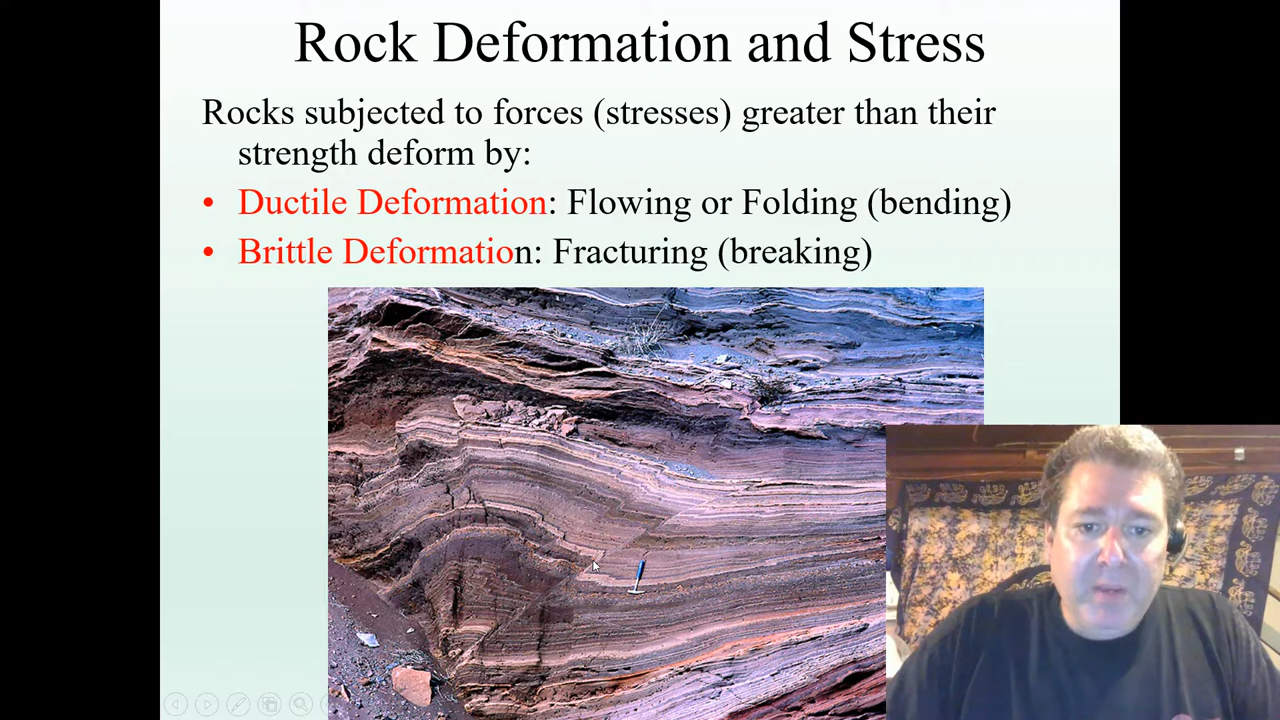 Rock Deformation and Stress
Rocks subjected to forces (stresses) greater than their
strength deform by:
• Ductile Deformation: Flowing or Folding (bending)
• Brittle Deformation: Fracturing (breaking)